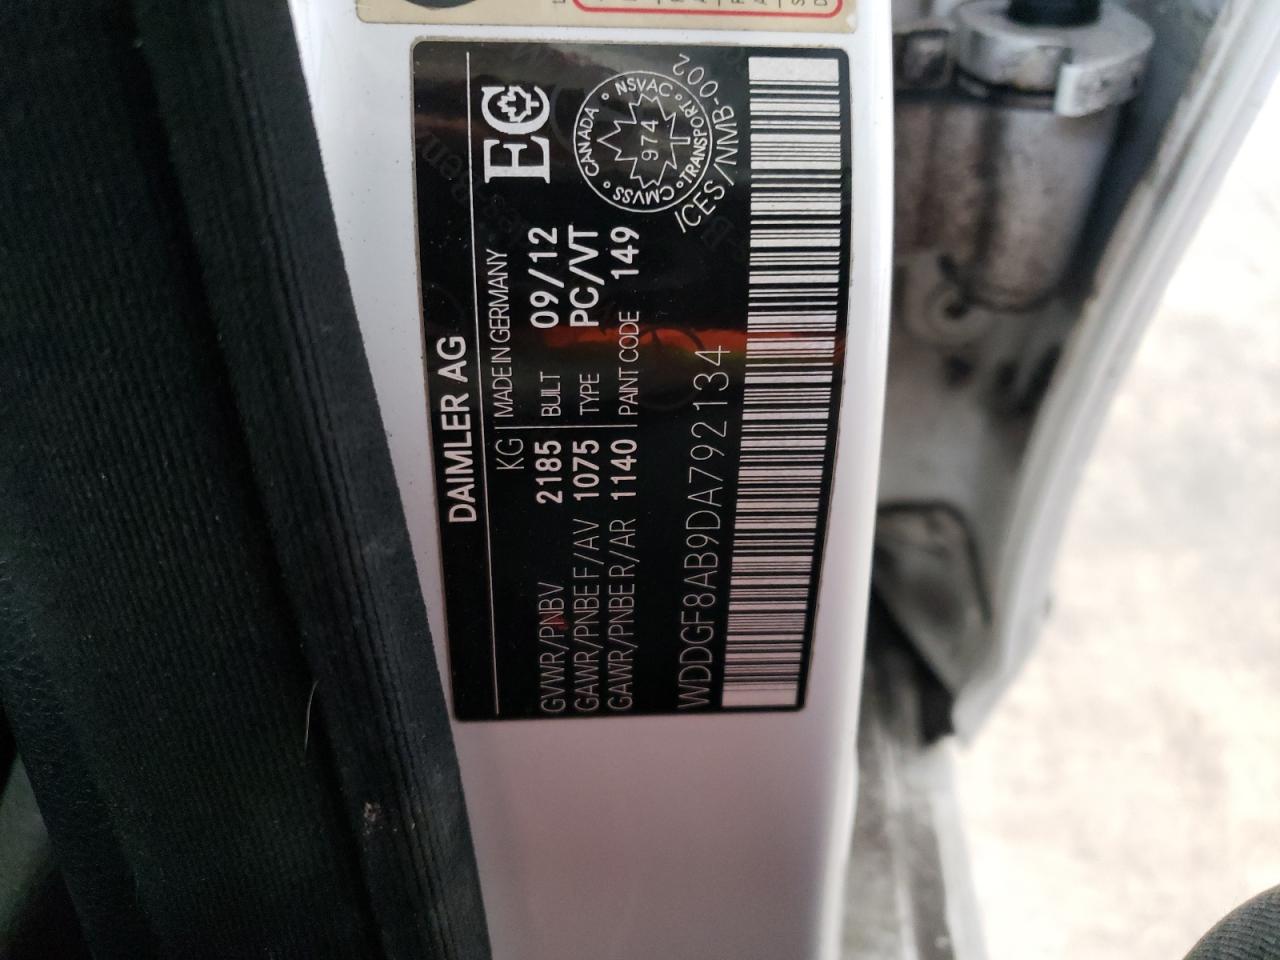 DAIMLER AG
KG MADE IN GERMANY
GVWR/PNBV 2185 BUILT 09/12
GAWR/PNBE F/AV 1075 TYPE PC/VT
GAWR/PNBE R/AR 1140 PAINT CODE 149
EC
CANADA NSVAC TRANSPORT CMVSS
974
ICES/NMB-002
WDDGF8AB9DA792134